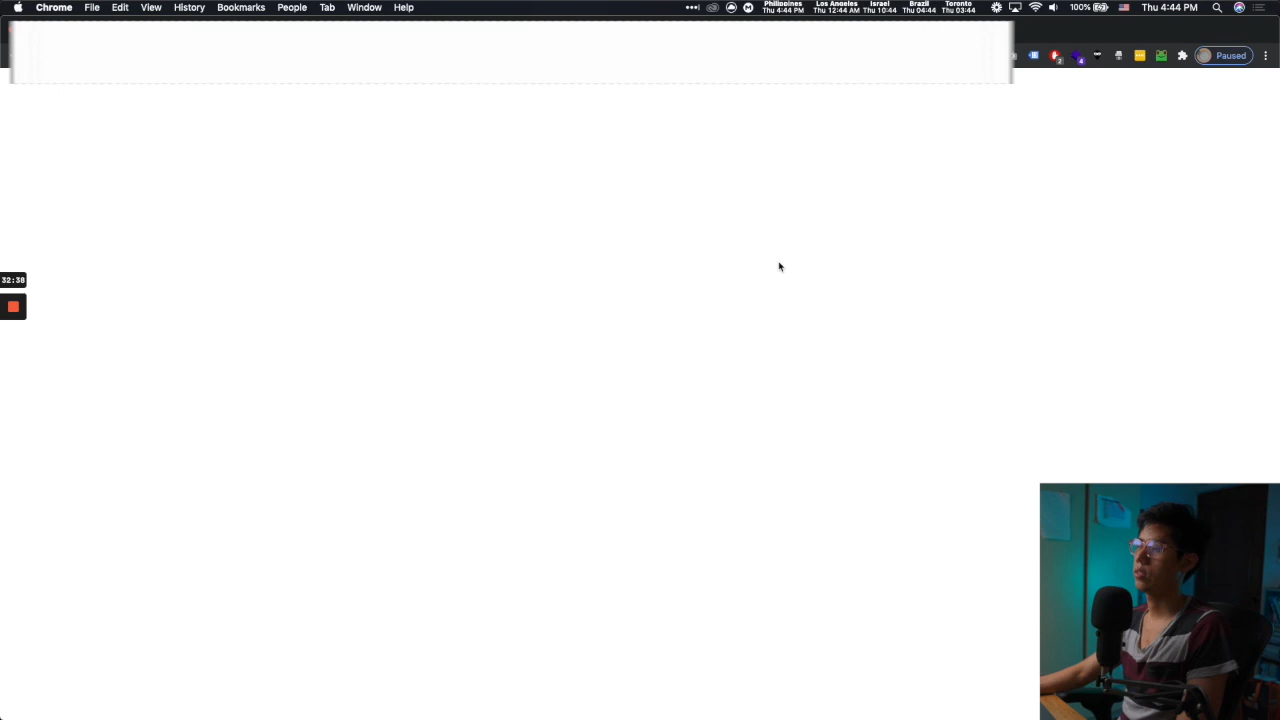 Chrome File Edit View History Bookmarks People Tab Window Help
Philippines Los Angeles Israel Brazil Toronto
Thu 4:44 PM Thu 12:44 AM Thu 10:44 Thu 04:44 Thu 03:44
100% Thu 4:44 PM
2 4 Paused
32:38